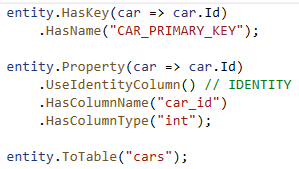 entity.HasKey(car => car.Id)
    .HasName("CAR_PRIMARY_KEY");

entity.Property(car => car.Id)
    .UseIdentityColumn() // IDENTITY
    .HasColumnName("car_id")
    .HasColumnType("int");

entity.ToTable("cars");